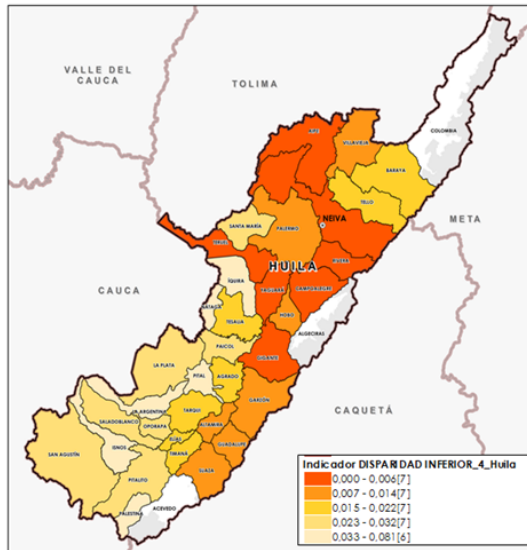 VALLE DEL
CAUCA
TOLIMA
COLOMBIA
AIPE
VILLAVIEJA
BARAYA
TELLO
NEIVA
META
SANTA MARÍA
PALERMO
TERUEL
RIVERA
HUILA
CAUCA
ÍQUIRA
YAGUARÁ
CAMPOALEGRE
NÁTAGA
HOBO
TESALIA
ALGECIRAS
PAICOL
GIGANTE
LA PLATA
PITAL
AGRADO
GARZÓN
CAQUETÁ
LA ARGENTINA
TARQUI
SALADOBLANCO
OPORAPA
ALTAMIRA
ELÍAS
GUADALUPE
SAN AGUSTÍN
ISNOS
TIMANÁ
SUAZA
PITALITO
ACEVEDO
PALESTINA
Indicador DISPARIDAD INFERIOR_4_Huila
0,000 - 0,006[7]
0,007 - 0,014[7]
0,015 - 0,022[7]
0,023 - 0,032[7]
0,033 - 0,081[6]